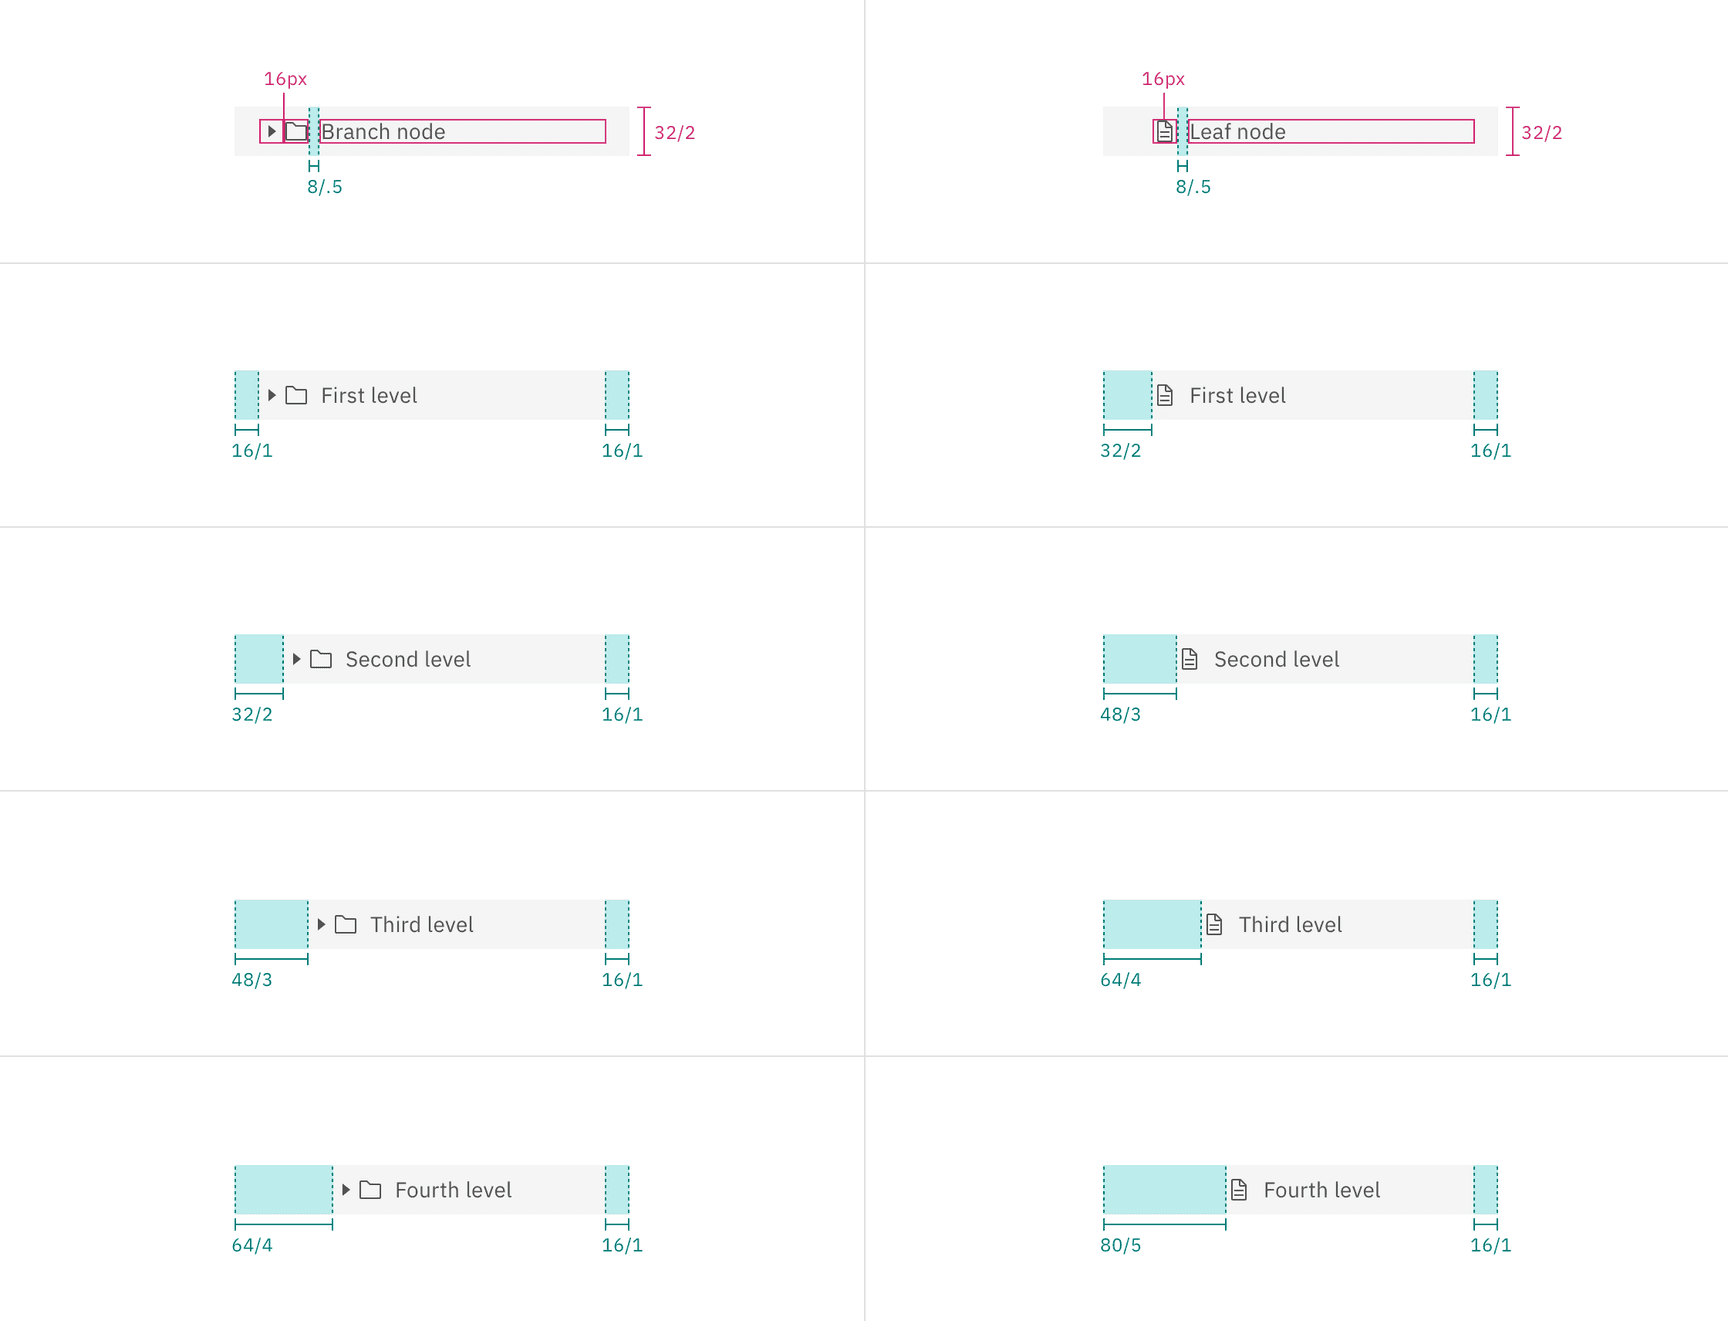 16px
Branch node
32/2
8/.5
16px
Leaf node
32/2
8/.5
First level
16/1
16/1
First level
32/2
16/1
Second level
32/2
16/1
Second level
48/3
16/1
Third level
48/3
16/1
Third level
64/4
16/1
Fourth level
64/4
16/1
Fourth level
80/5
16/1